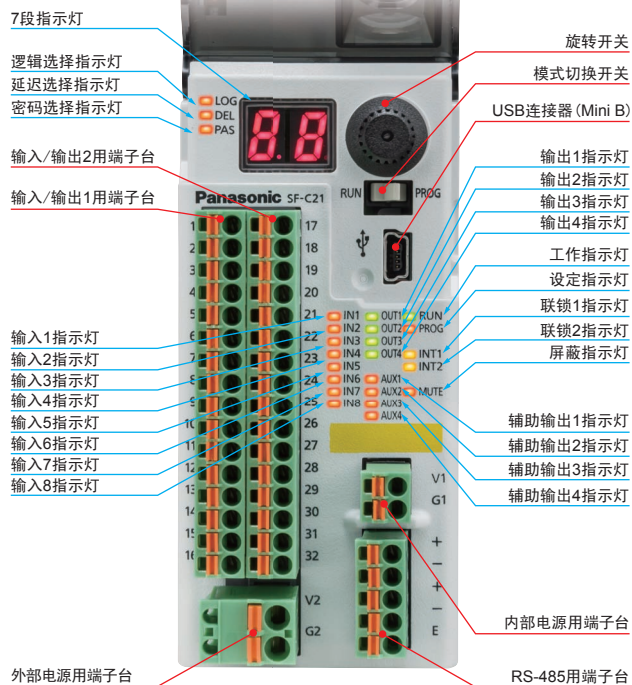 7段指示灯
逻辑选择指示灯
延迟选择指示灯
密码选择指示灯
输入/输出2用端子台
输入/输出1用端子台
输入1指示灯
输入2指示灯
输入3指示灯
输入4指示灯
输入5指示灯
输入6指示灯
输入7指示灯
输入8指示灯
外部电源用端子台
LOG
DEL
PAS
8.8
Panasonic SF-C21
RUN PROG
1 17
2 18
3 19
4 20
5 21
6 22
7 23
8 24
9 25
10 26
11 27
12 28
13 29
14 30
15 31
16 32
V2
G2
IN1 OUT1 RUN
IN2 OUT2 PROG
IN3 OUT3
IN4 OUT4 INT1
IN5 INT2
IN6 AUX1
IN7 AUX2 MUTE
IN8 AUX3
AUX4
V1
G1
+
−
+
−
E
旋转开关
模式切换开关
USB连接器(Mini B)
输出1指示灯
输出2指示灯
输出3指示灯
输出4指示灯
工作指示灯
设定指示灯
联锁1指示灯
联锁2指示灯
屏蔽指示灯
辅助输出1指示灯
辅助输出2指示灯
辅助输出3指示灯
辅助输出4指示灯
内部电源用端子台
RS-485用端子台